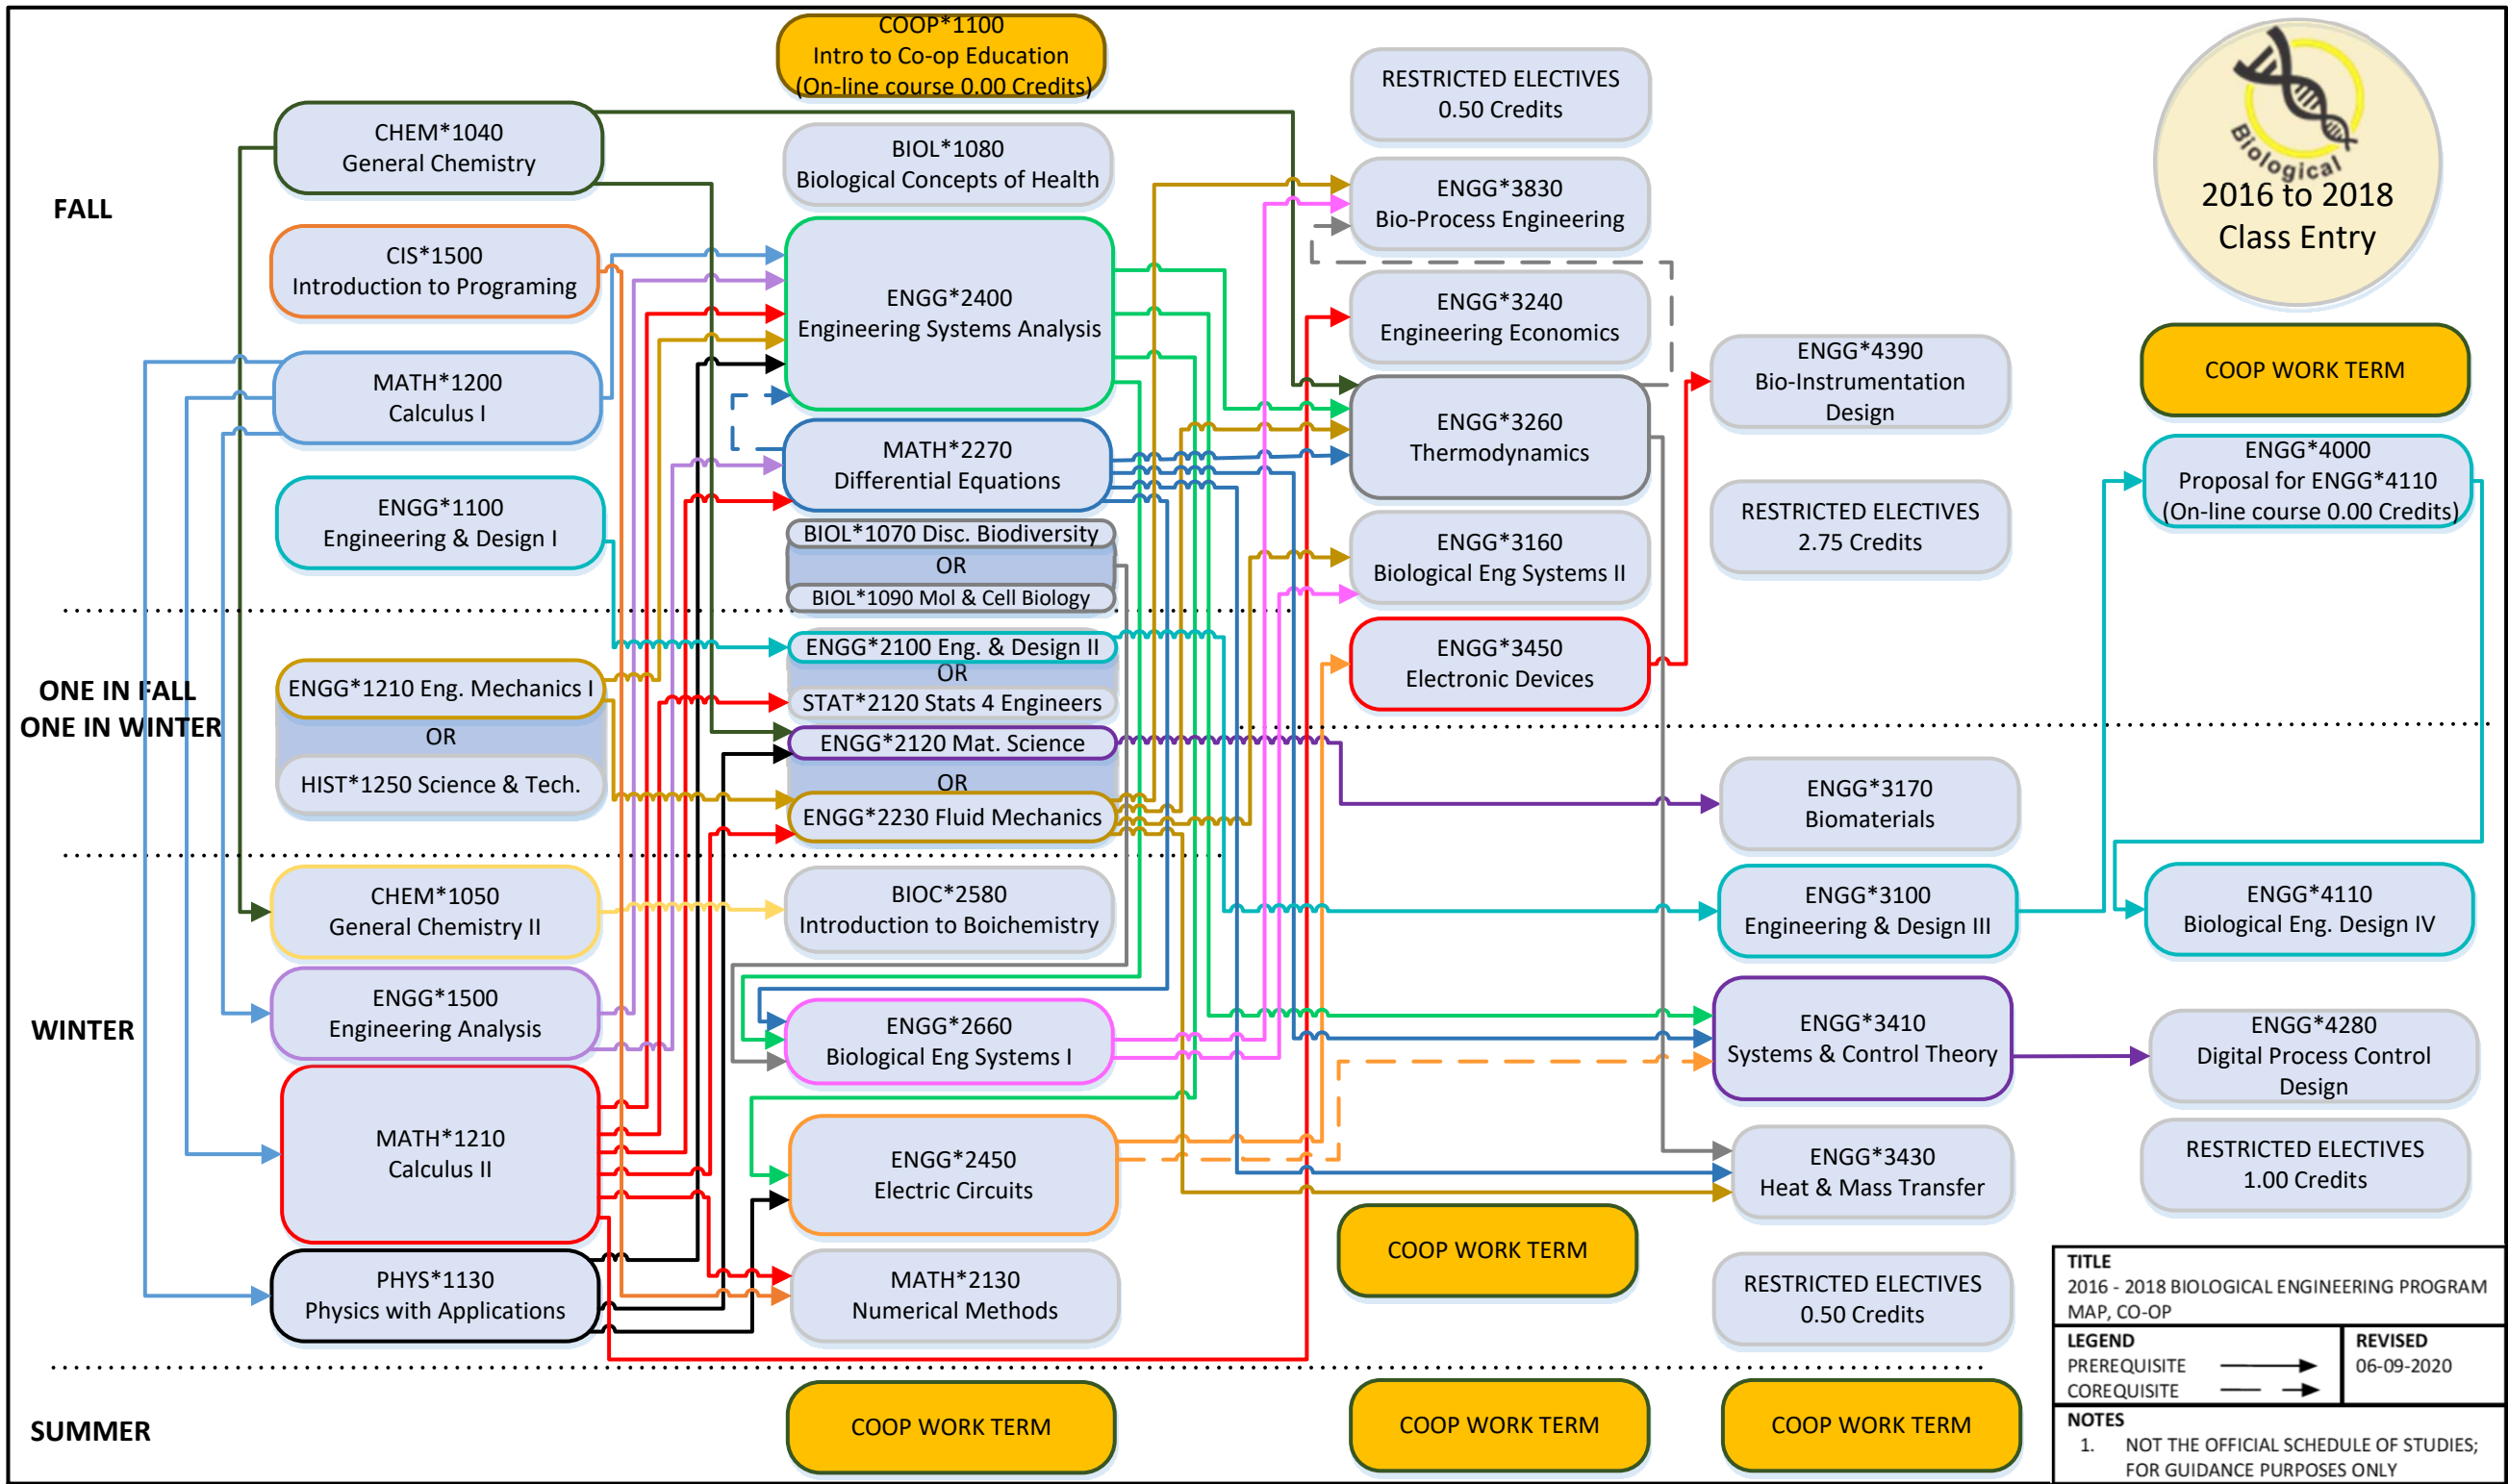 FALL
ONE IN FALL
ONE IN WINTER
WINTER
SUMMER
CHEM*1040
General Chemistry
CIS*1500
Introduction to Programing
MATH*1200
Calculus I
ENGG*1100
Engineering & Design I
ENGG*1210 Eng. Mechanics I
OR
HIST*1250 Science & Tech.
CHEM*1050
General Chemistry II
ENGG*1500
Engineering Analysis
MATH*1210
Calculus II
PHYS*1130
Physics with Applications
COOP*1100
Intro to Co-op Education
(On-line course 0.00 Credits)
BIOL*1080
Biological Concepts of Health
ENGG*2400
Engineering Systems Analysis
MATH*2270
Differential Equations
BIOL*1070 Disc. Biodiversity
OR
BIOL*1090 Mol & Cell Biology
ENGG*2100 Eng. & Design II
OR
STAT*2120 Stats 4 Engineers
ENGG*2120 Mat. Science
OR
ENGG*2230 Fluid Mechanics
BIOC*2580
Introduction to Boichemistry
ENGG*2660
Biological Eng Systems I
ENGG*2450
Electric Circuits
MATH*2130
Numerical Methods
COOP WORK TERM
RESTRICTED ELECTIVES
0.50 Credits
ENGG*3830
Bio-Process Engineering
ENGG*3240
Engineering Economics
ENGG*3260
Thermodynamics
ENGG*3160
Biological Eng Systems II
ENGG*3450
Electronic Devices
COOP WORK TERM
COOP WORK TERM
ENGG*4390
Bio-Instrumentation
Design
RESTRICTED ELECTIVES
2.75 Credits
ENGG*3170
Biomaterials
ENGG*3100
Engineering & Design III
ENGG*3410
Systems & Control Theory
ENGG*3430
Heat & Mass Transfer
RESTRICTED ELECTIVES
0.50 Credits
COOP WORK TERM
Biological
2016 to 2018
Class Entry
COOP WORK TERM
ENGG*4000
Proposal for ENGG*4110
(On-line course 0.00 Credits)
ENGG*4110
Biological Eng. Design IV
ENGG*4280
Digital Process Control
Design
RESTRICTED ELECTIVES
1.00 Credits
TITLE
2016 - 2018 BIOLOGICAL ENGINEERING PROGRAM
MAP, CO-OP
LEGEND
PREREQUISITE
COREQUISITE
REVISED
06-09-2020
NOTES
1. NOT THE OFFICIAL SCHEDULE OF STUDIES;
FOR GUIDANCE PURPOSES ONLY